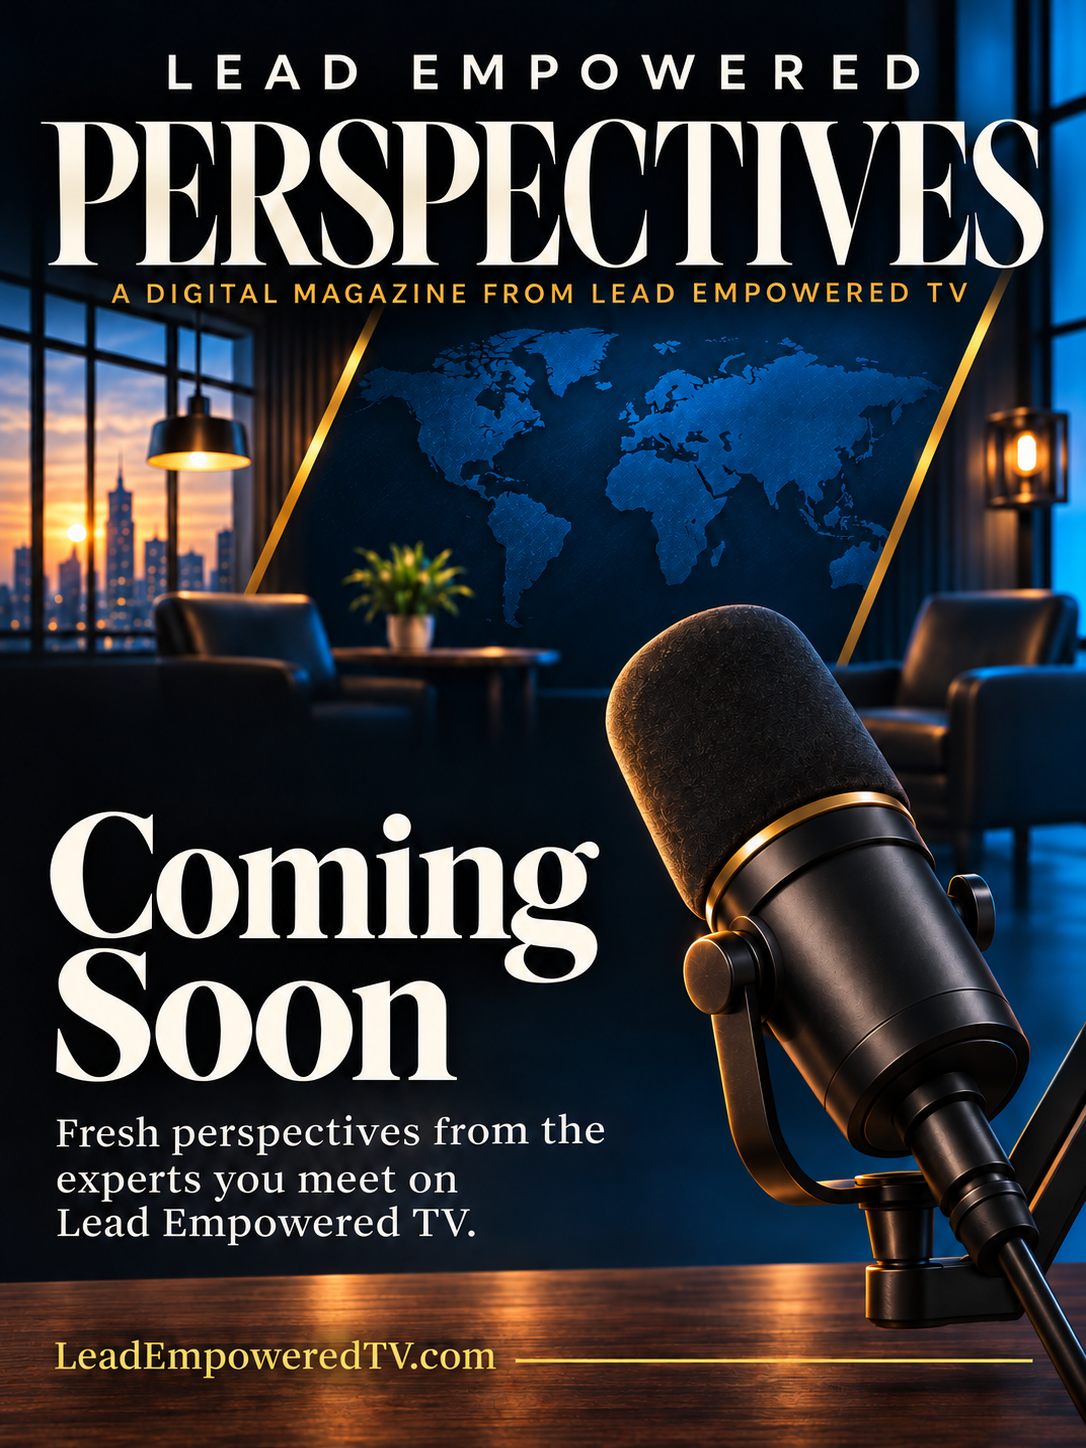 LEAD EMPOWERED
PERSPECTIVES
A DIGITAL MAGAZINE FROM LEAD EMPOWERED TV
Coming
Soon
Fresh perspectives from the
experts you meet on
Lead Empowered TV.
LeadEmpoweredTV.com